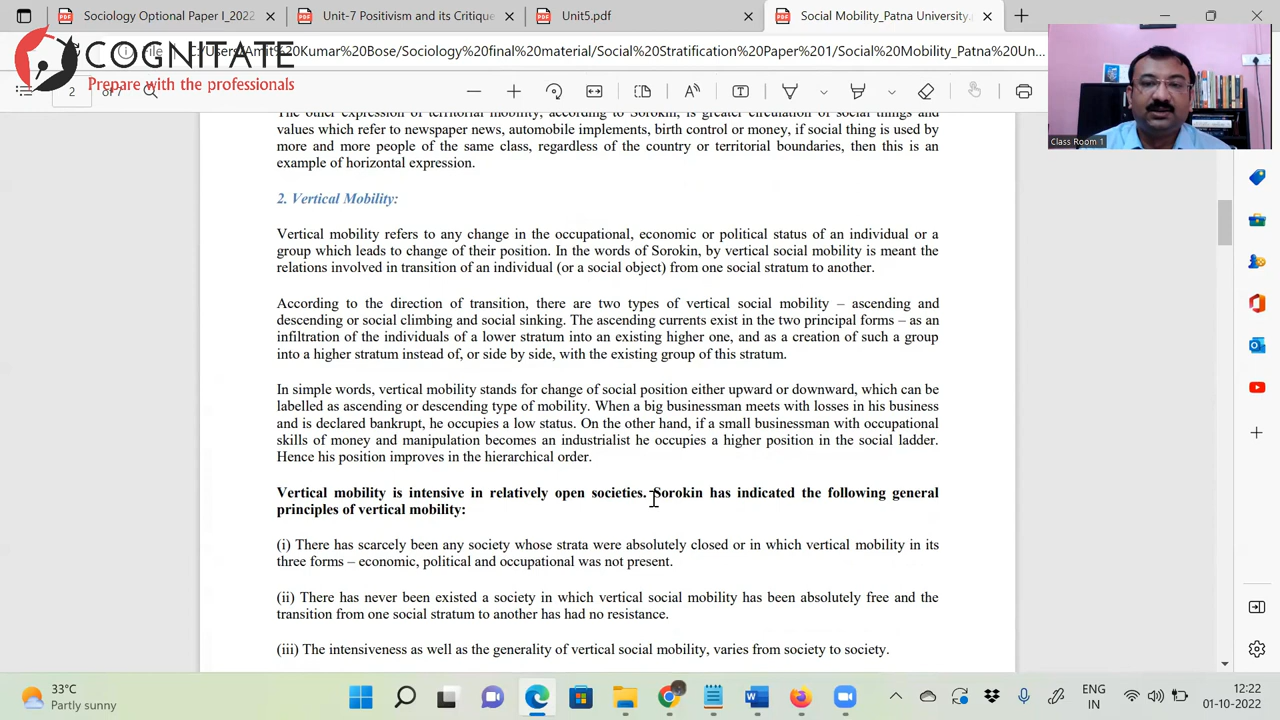 Sociology Optional Paper I_2022
Unit-7 Positivism and its Critique
Unit5.pdf
Social Mobility_Patna University.
File
C:/Users/Amit%20Kumar%20Bose/Sociology%20final%20material/Social%20Stratification%20Paper%201/Social%20Mobility_Patna%20Un...
COGNITATE
Prepare with the professionals
2
of 7
The other expression of territorial mobility, according to Sorokin, is greater circulation of social things and
values which refer to newspaper news, automobile implements, birth control or money, if social thing is used by
more and more people of the same class, regardless of the country or territorial boundaries, then this is an
example of horizontal expression.
2. Vertical Mobility:
Vertical mobility refers to any change in the occupational, economic or political status of an individual or a
group which leads to change of their position. In the words of Sorokin, by vertical social mobility is meant the
relations involved in transition of an individual (or a social object) from one social stratum to another.
According to the direction of transition, there are two types of vertical social mobility – ascending and
descending or social climbing and social sinking. The ascending currents exist in the two principal forms – as an
infiltration of the individuals of a lower stratum into an existing higher one, and as a creation of such a group
into a higher stratum instead of, or side by side, with the existing group of this stratum.
In simple words, vertical mobility stands for change of social position either upward or downward, which can be
labelled as ascending or descending type of mobility. When a big businessman meets with losses in his business
and is declared bankrupt, he occupies a low status. On the other hand, if a small businessman with occupational
skills of money and manipulation becomes an industrialist he occupies a higher position in the social ladder.
Hence his position improves in the hierarchical order.
Vertical mobility is intensive in relatively open societies. Sorokin has indicated the following general
principles of vertical mobility:
(i) There has scarcely been any society whose strata were absolutely closed or in which vertical mobility in its
three forms – economic, political and occupational was not present.
(ii) There has never been existed a society in which vertical social mobility has been absolutely free and the
transition from one social stratum to another has had no resistance.
(iii) The intensiveness as well as the generality of vertical social mobility, varies from society to society.
Class Room 1
33°C
Partly sunny
ENG
IN
12:22
01-10-2022